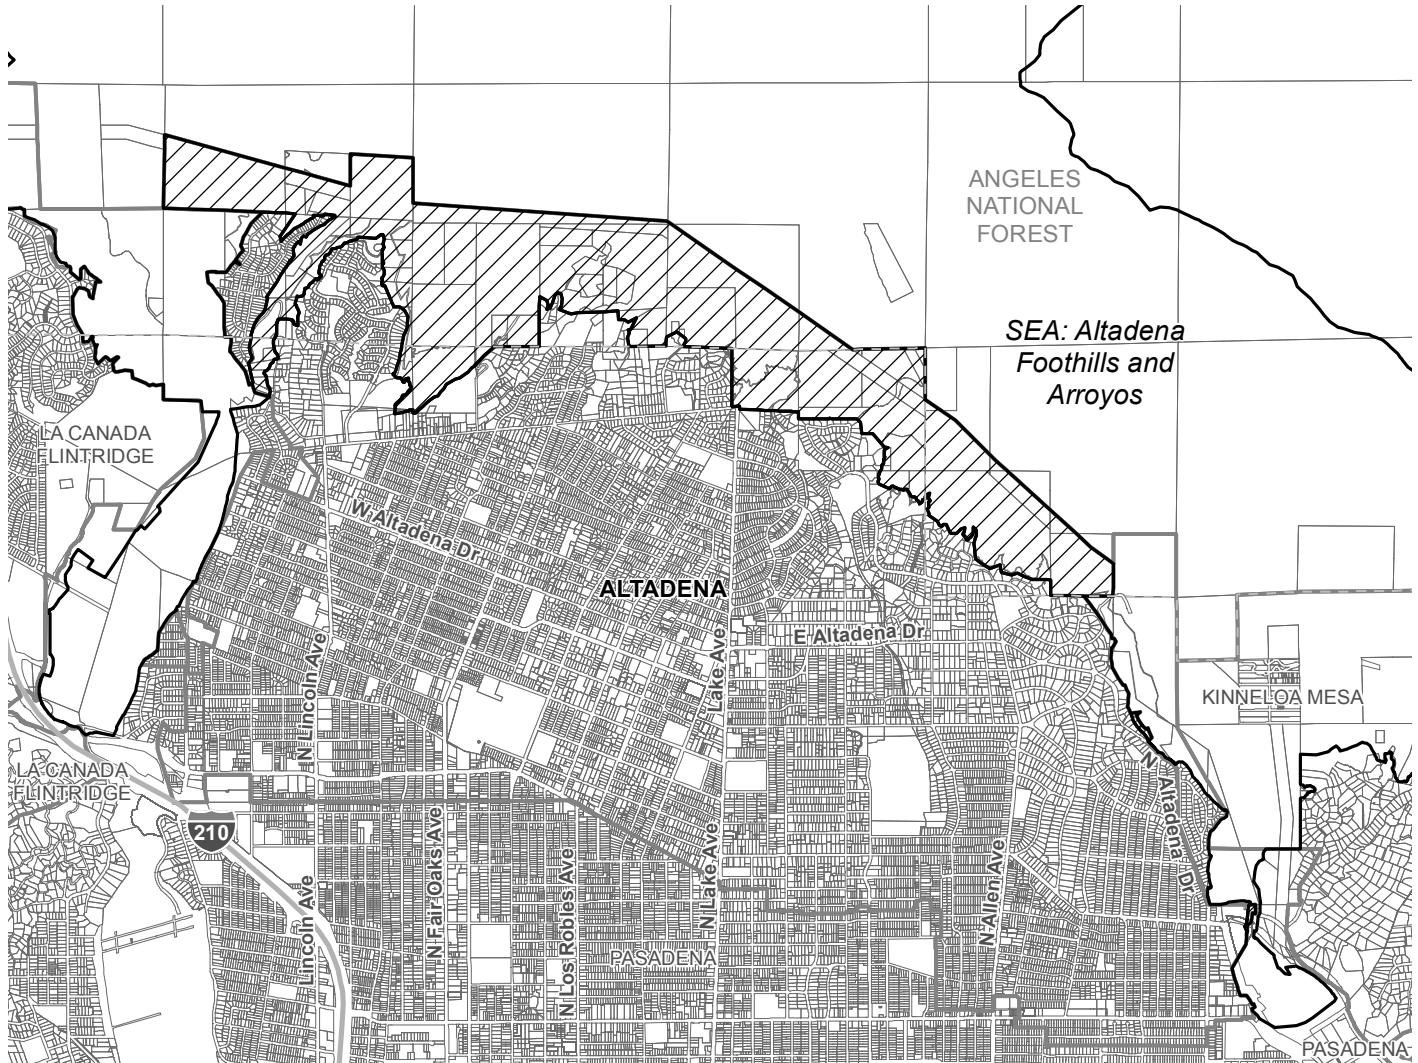 ANGELES
NATIONAL
FOREST
SEA: Altadena
Foothills and
Arroyos
LA CANADA
FLINTRIDGE
W Altadena Dr
ALTADENA
E Altadena Dr
Lake Ave
N Lincoln Ave
KINNELOA MESA
LA CANADA
FLINTRIDGE
210
N Altadena Dr
N Fair Oaks Ave
N Los Robles Ave
N Lake Ave
N Allen Ave
Lincoln Ave
PASADENA
PASADENA